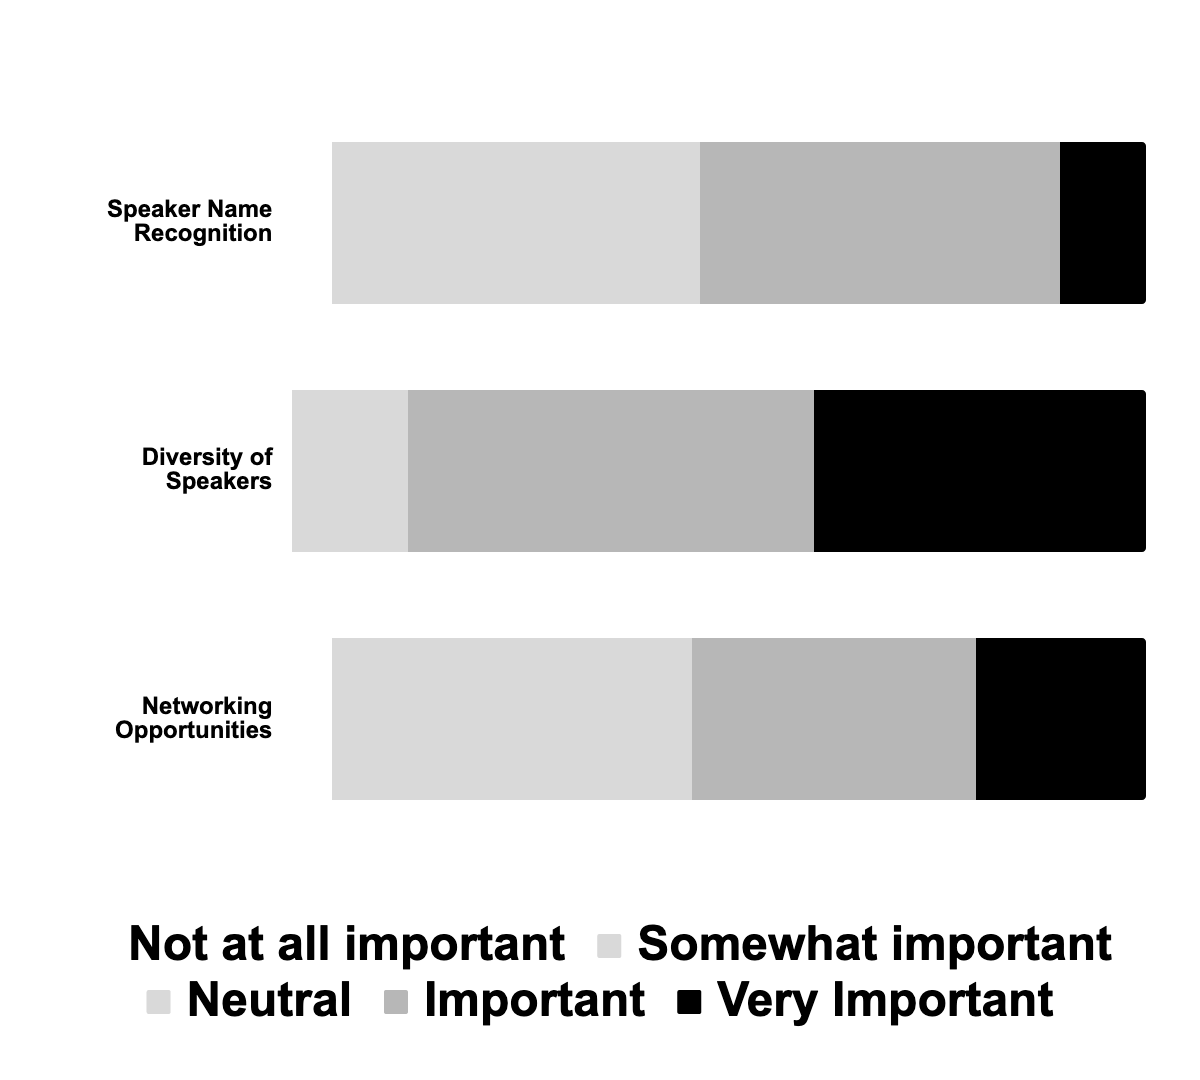 Speaker Name
Recognition
Diversity of
Speakers
Networking
Opportunities
Not at all important Somewhat important
Neutral Important Very Important